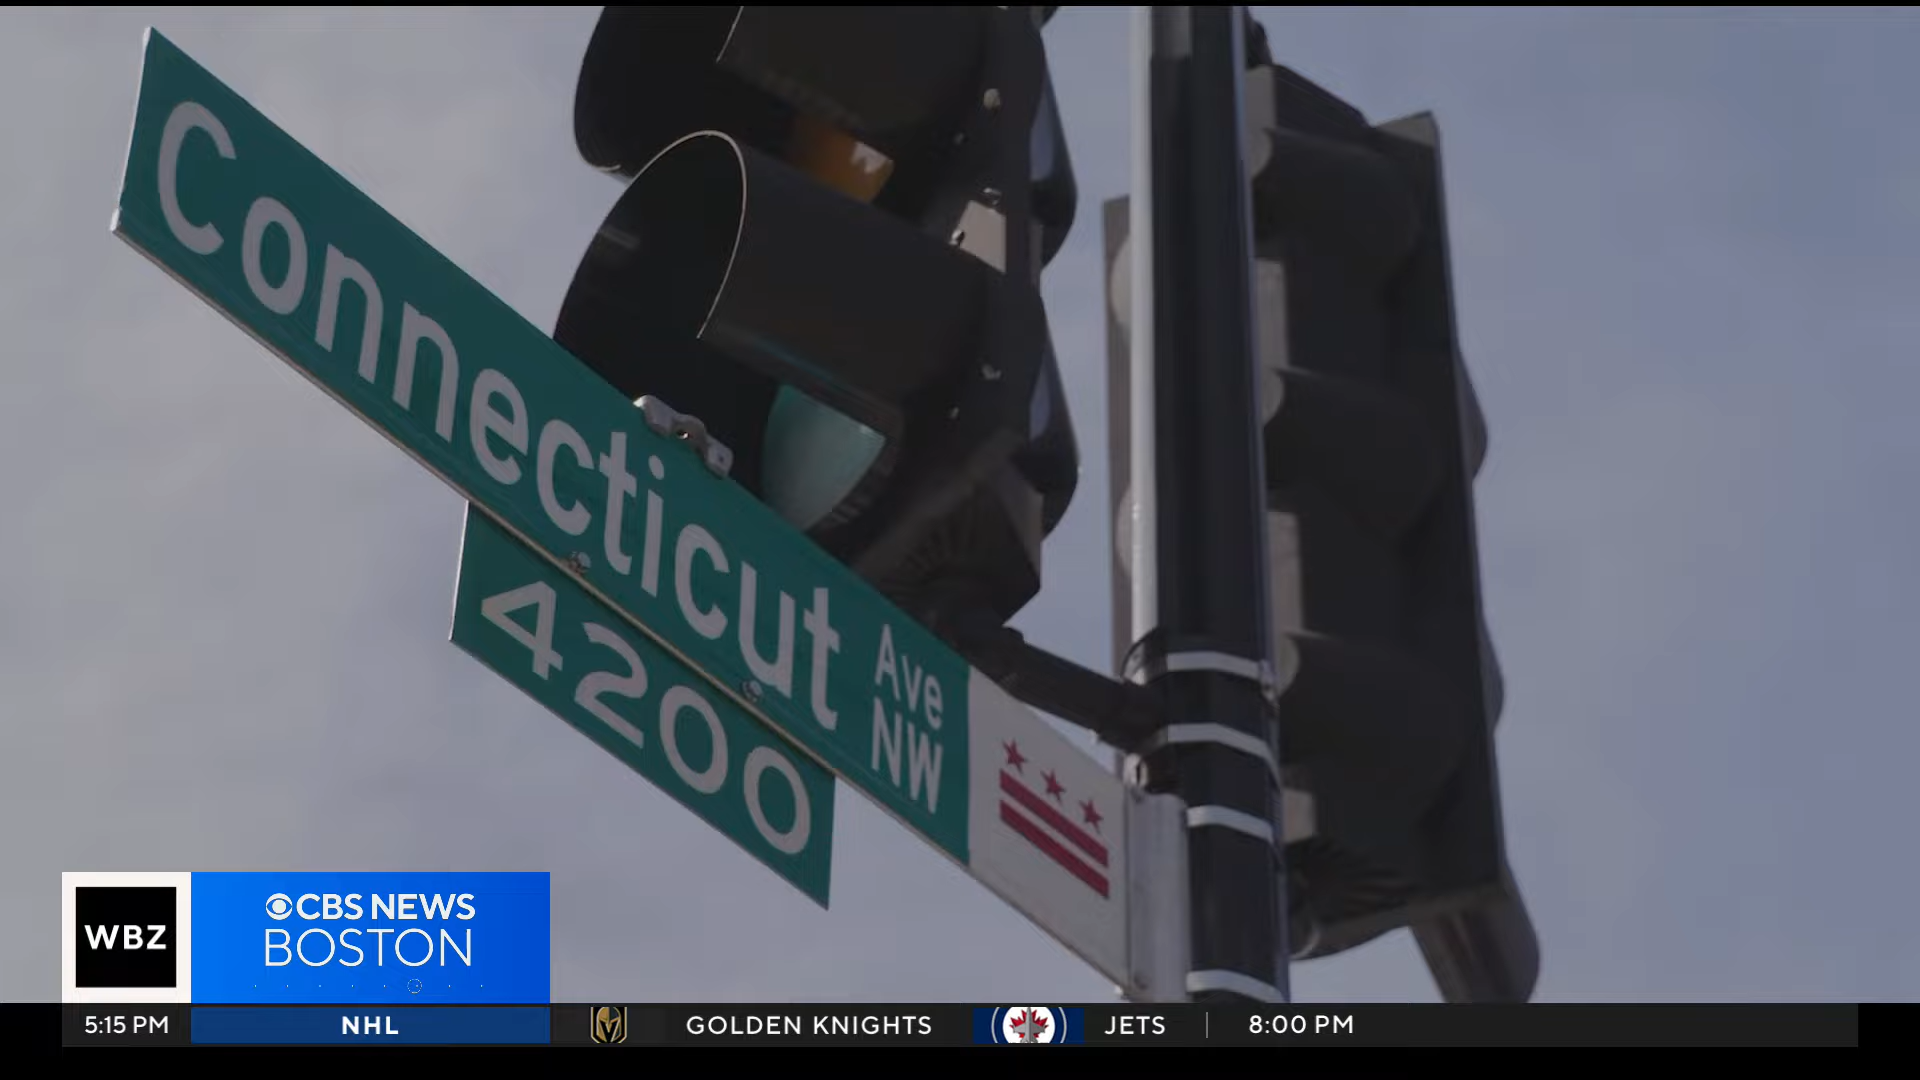 Connecticut Ave
NW
4200
WBZ
CBS NEWS
BOSTON
5:15 PM
NHL
GOLDEN KNIGHTS
JETS
8:00 PM